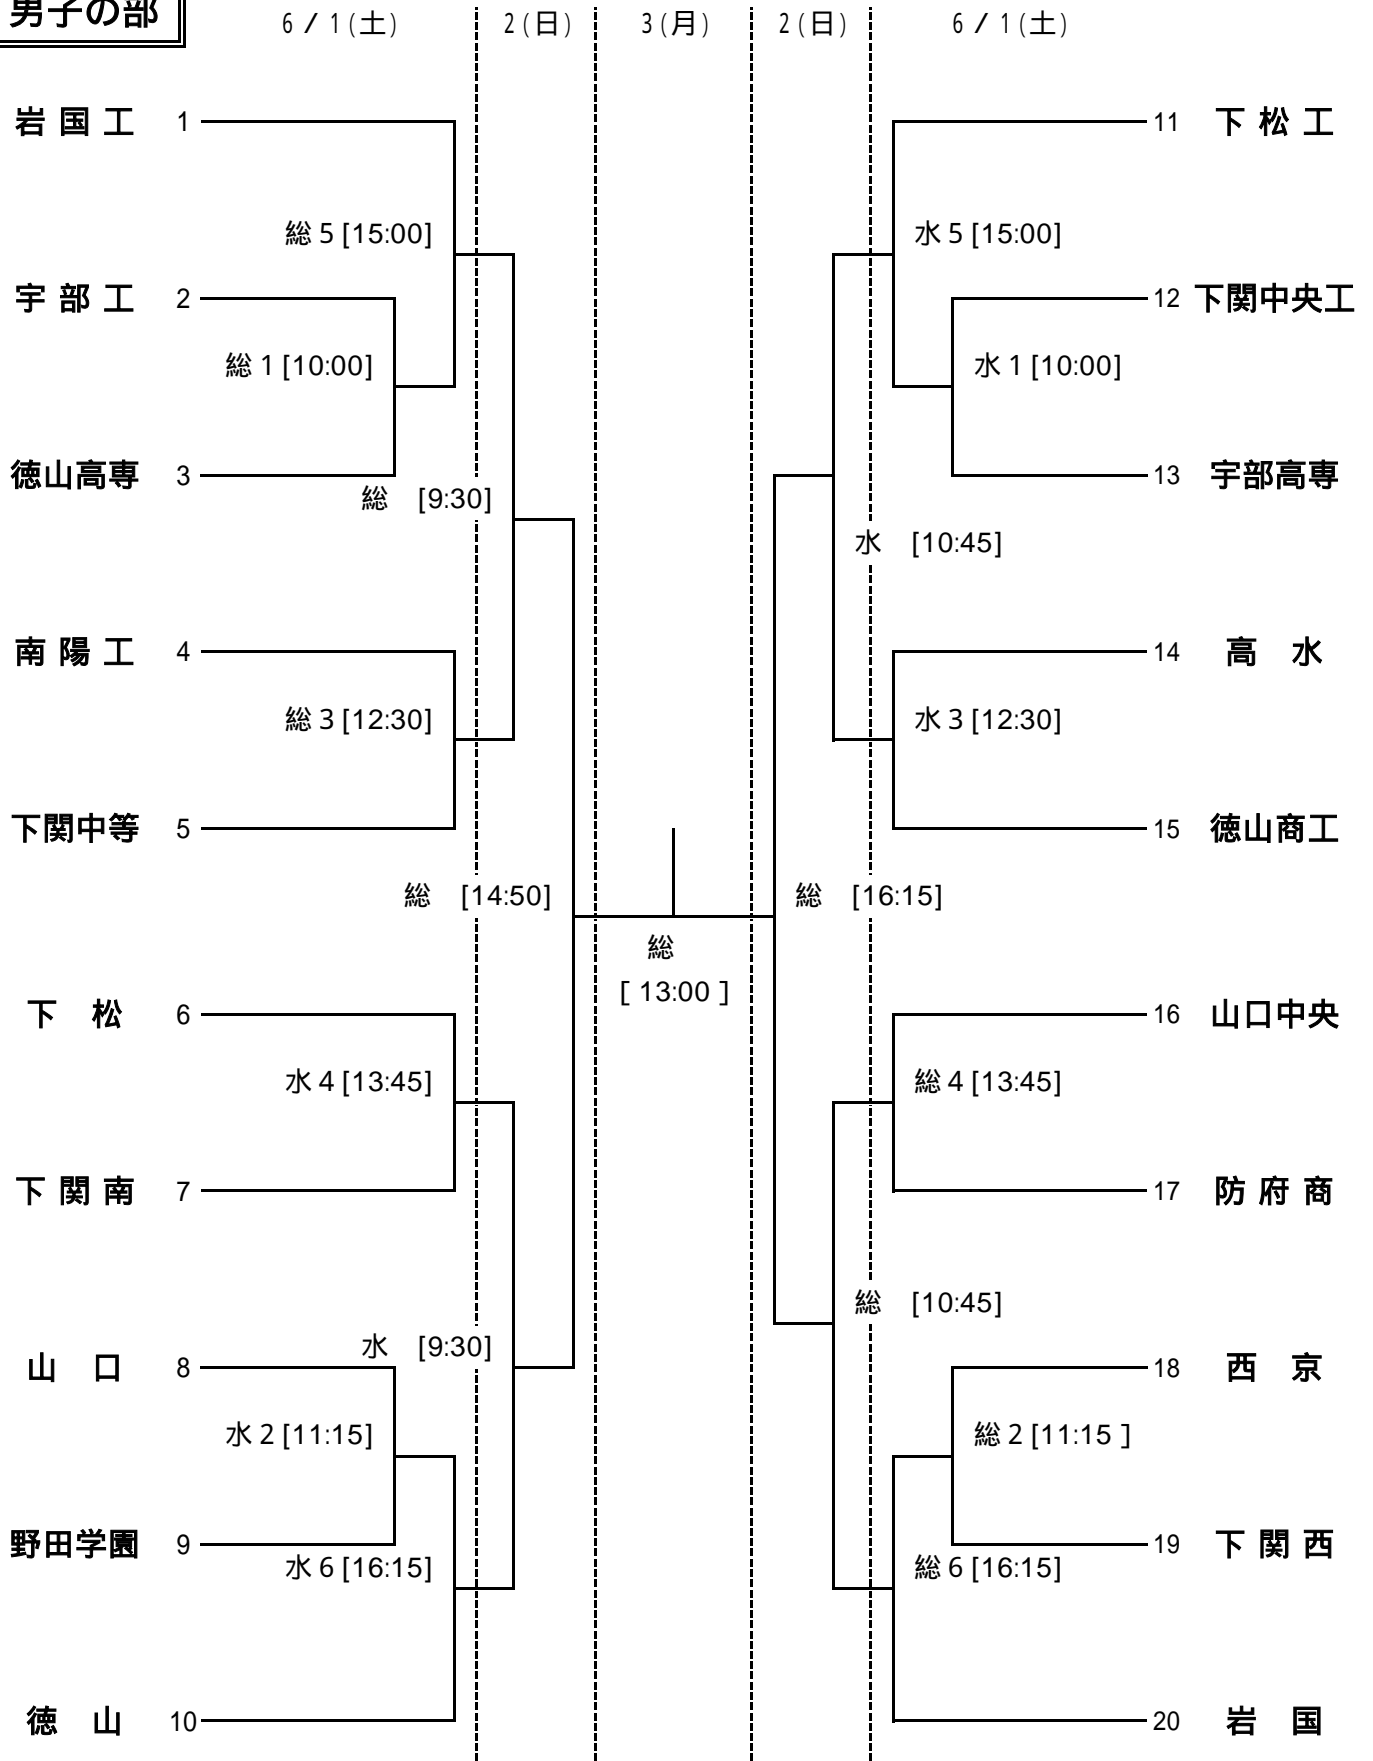 男子の部
6 / 1(土) 2(日) 3(月) 2(日) 6 / 1(土)
岩国工 1
11 下松工
総 5 [15:00]
水 5 [15:00]
宇部工 2
12 下関中央工
総 1 [10:00]
水 1 [10:00]
徳山高専 3
13 宇部高専
総 [9:30]
水 [10:45]
南陽工 4
14 高 水
総 3 [12:30]
水 3 [12:30]
下関中等 5
15 徳山商工
総 [14:50]
総 [16:15]
総
[ 13:00 ]
下 松 6
16 山口中央
水 4 [13:45]
総 4 [13:45]
下関南 7
17 防府商
総 [10:45]
水 [9:30]
山 口 8
18 西 京
水 2 [11:15]
総 2 [11:15 ]
野田学園 9
19 下関西
水 6 [16:15]
総 6 [16:15]
徳 山 10
20 岩 国